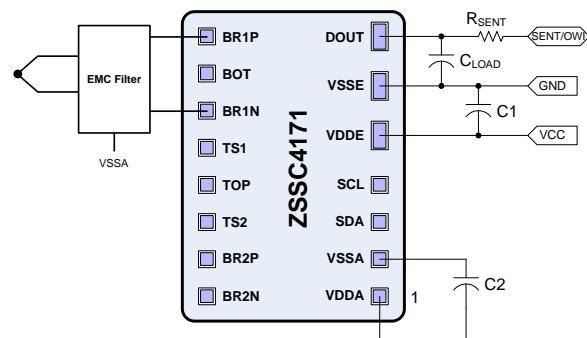 BR1P
BOT
BR1N
TS1
TOP
TS2
BR2P
BR2N
EMC Filter
VSSA
ZSSC4171
DOUT
VSSE
VDDE
SCL
SDA
VSSA
VDDA
1
RSENT
SENT/OWI
CLOAD
GND
C1
VCC
C2